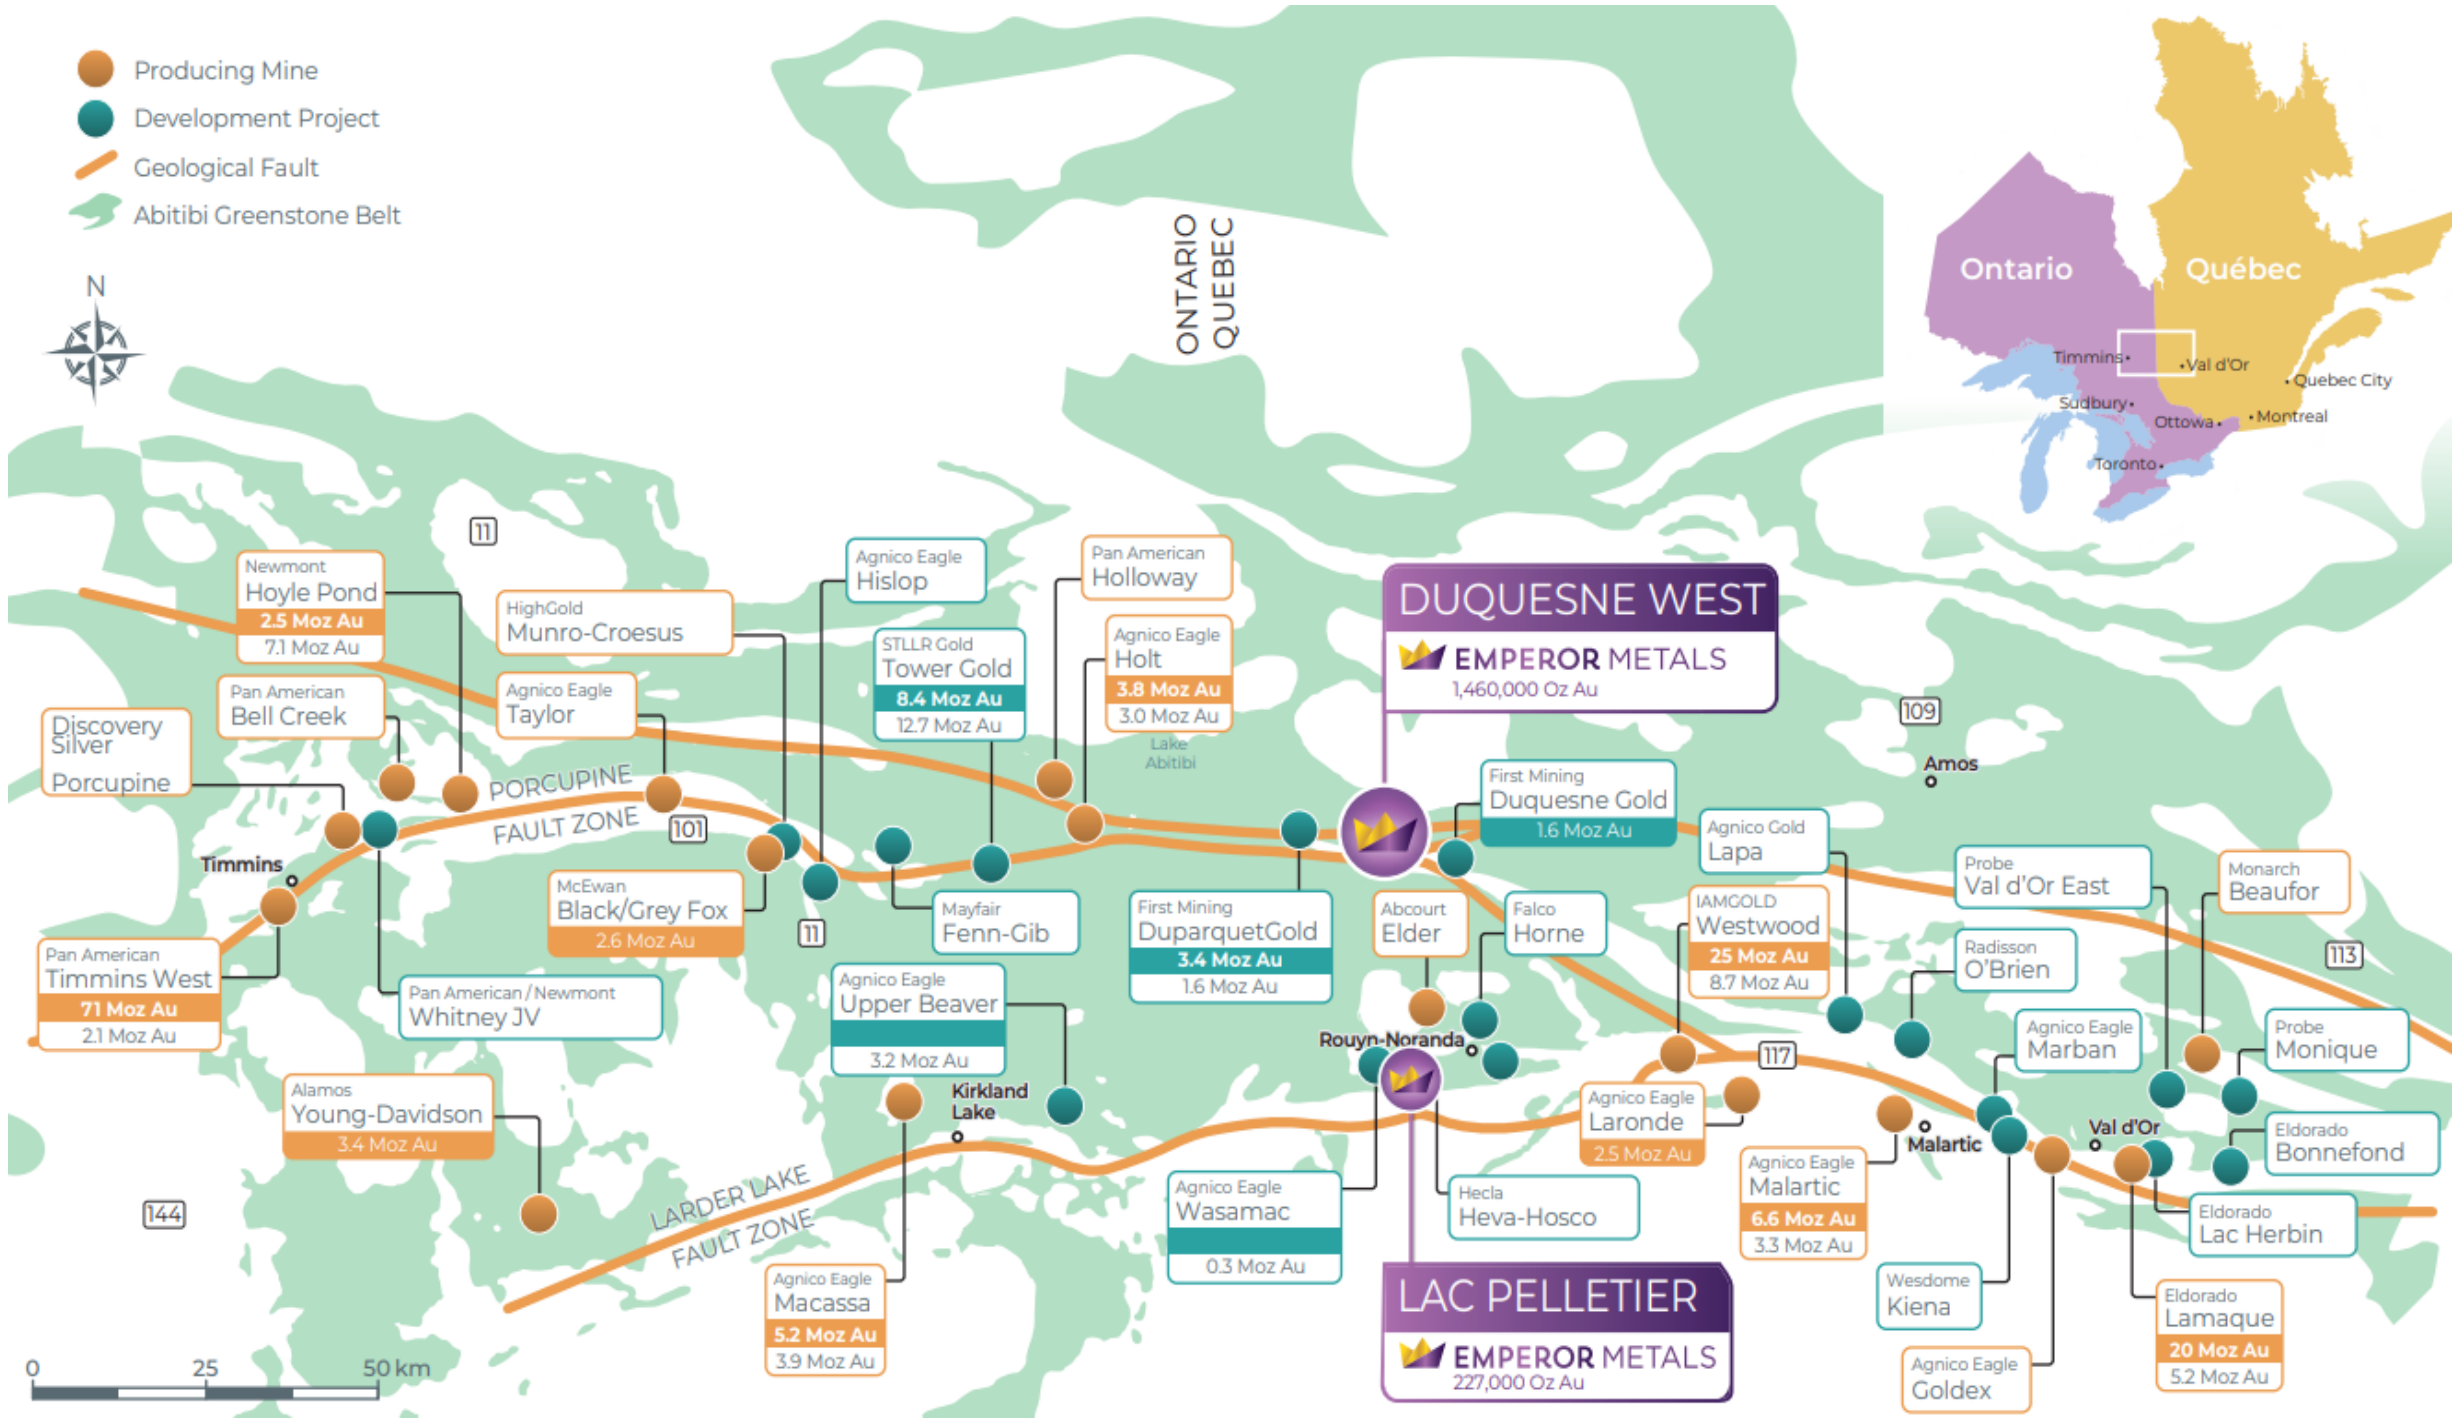 Producing Mine
Development Project
Geological Fault
Abitibi Greenstone Belt
N
ONTARIO
QUEBEC
Ontario
Québec
Timmins
Val d'Or
Quebec City
Sudbury
Montreal
Ottowa
Toronto
11
Newmont
Hoyle Pond
2.5 Moz Au
7.1 Moz Au
HighGold
Munro-Croesus
Agnico Eagle
Hislop
Pan American
Holloway
STLLR Gold
Tower Gold
8.4 Moz Au
12.7 Moz Au
Agnico Eagle
Holt
3.8 Moz Au
3.0 Moz Au
Lake
Abitibi
DUQUESNE WEST
EMPEROR METALS
1,460,000 Oz Au
109
Amos
Pan American
Bell Creek
Agnico Eagle
Taylor
Discovery
Silver
Porcupine
PORCUPINE
FAULT ZONE
101
First Mining
Duquesne Gold
1.6 Moz Au
Agnico Gold
Lapa
Probe
Val d'Or East
Monarch
Beaufor
Timmins
McEwan
Black/Grey Fox
2.6 Moz Au
11
Mayfair
Fenn-Gib
First Mining
DuparquetGold
3.4 Moz Au
1.6 Moz Au
Abcourt
Elder
Falco
Horne
IAMGOLD
Westwood
25 Moz Au
8.7 Moz Au
Radisson
O'Brien
113
Pan American
Timmins West
71 Moz Au
2.1 Moz Au
Pan American / Newmont
Whitney JV
Agnico Eagle
Upper Beaver
3.2 Moz Au
Rouyn-Noranda
117
Agnico Eagle
Marban
Probe
Monique
Alamos
Young-Davidson
3.4 Moz Au
Kirkland
Lake
Agnico Eagle
Laronde
2.5 Moz Au
Malartic
Val d'Or
Eldorado
Bonnefond
144
LARDER LAKE
FAULT ZONE
Agnico Eagle
Wasamac
0.3 Moz Au
Hecla
Heva-Hosco
Agnico Eagle
Malartic
6.6 Moz Au
3.3 Moz Au
Eldorado
Lac Herbin
Agnico Eagle
Macassa
5.2 Moz Au
3.9 Moz Au
LAC PELLETIER
EMPEROR METALS
227,000 Oz Au
Wesdome
Kiena
Agnico Eagle
Goldex
Eldorado
Lamaque
20 Moz Au
5.2 Moz Au
0 25 50 km